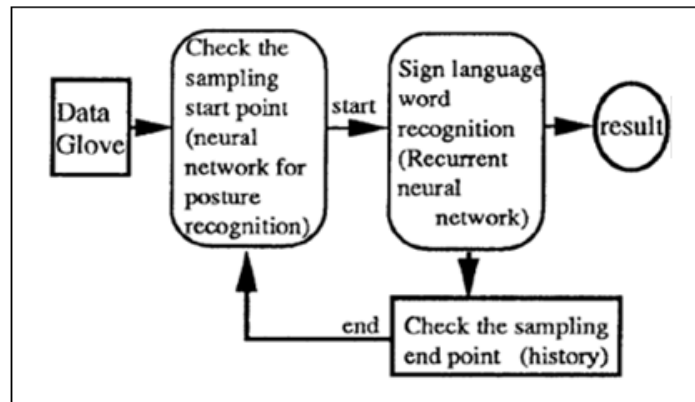 Data
Glove
Check the
sampling
start point
(neural
network for
posture
recognition)
start
Sign language
word
recognition
(Recurrent
neural
network)
result
end
Check the sampling
end point (history)